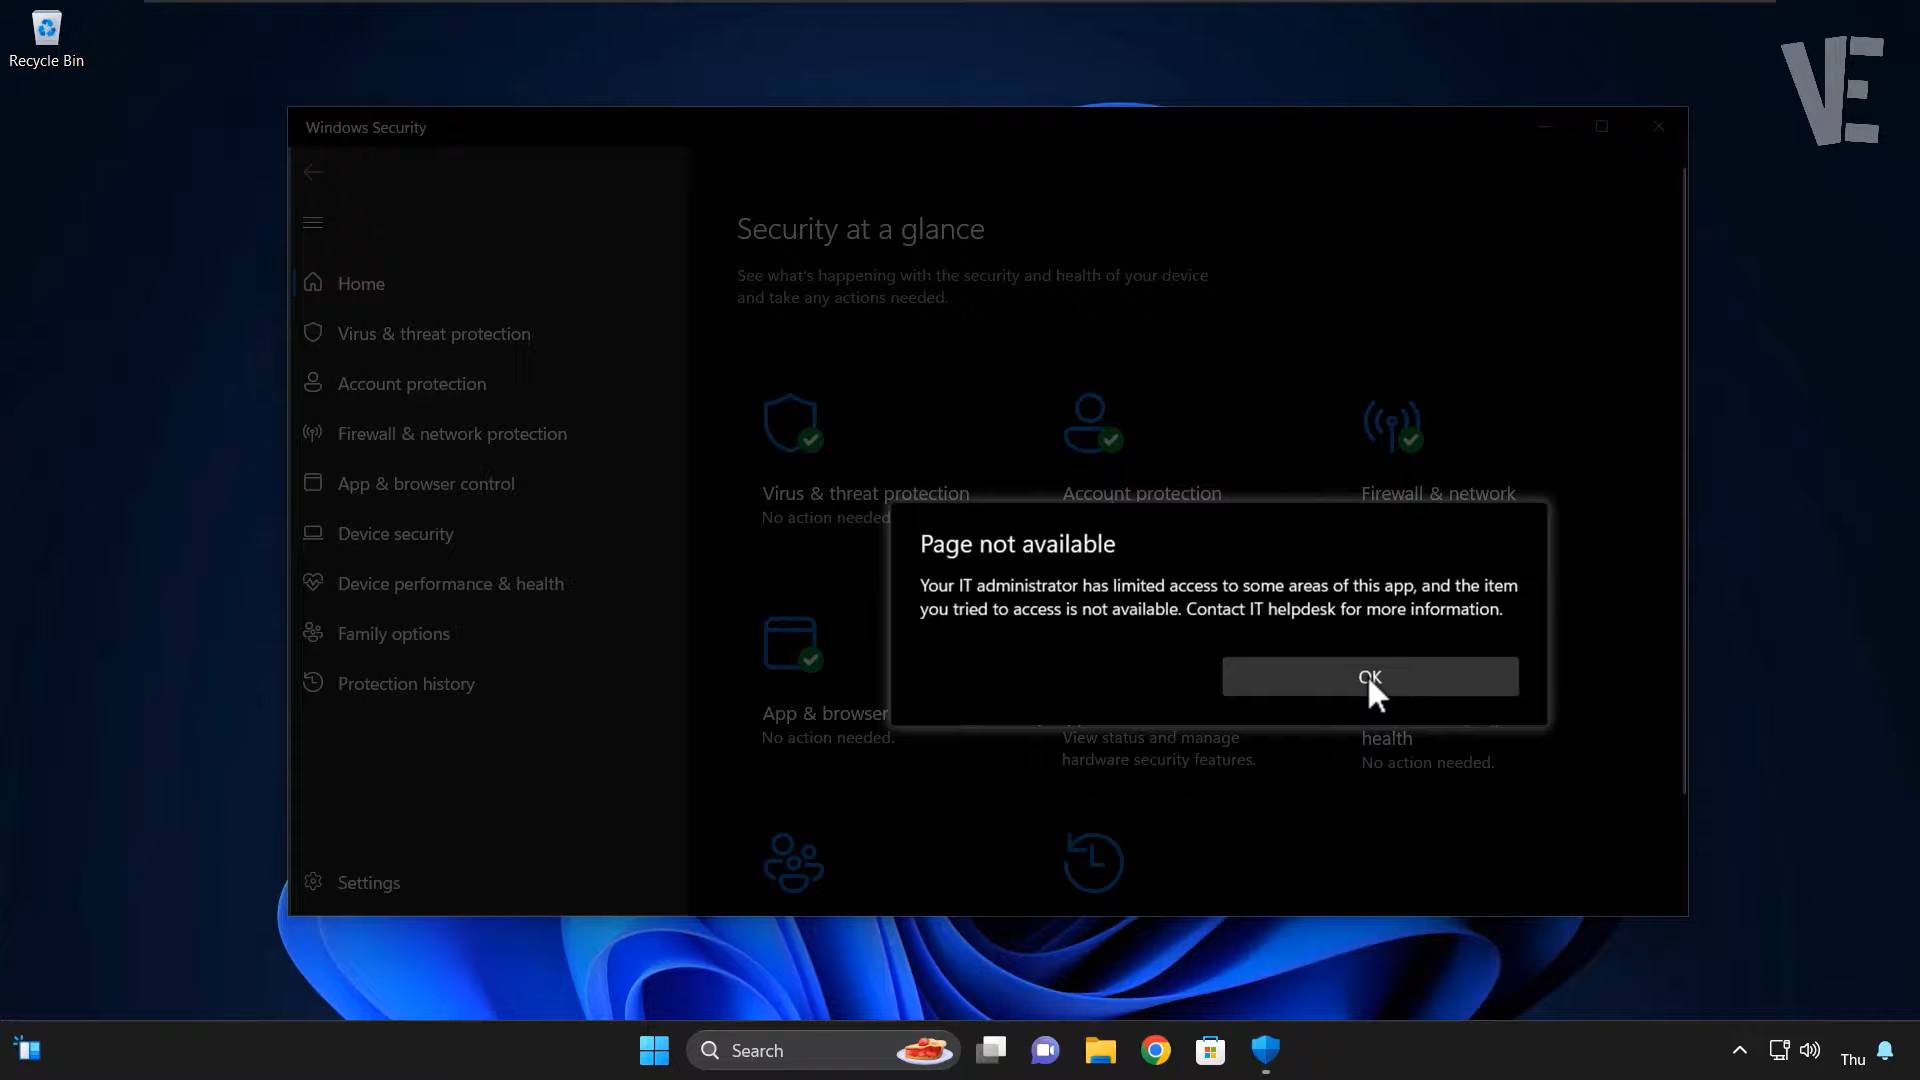 Recycle Bin
VE
Windows Security
Home
Virus & threat protection
Account protection
Firewall & network protection
App & browser control
Device security
Device performance & health
Family options
Protection history
Settings
Security at a glance
See what's happening with the security and health of your device
and take any actions needed.
Virus & threat protection
No action needed
Account protection
Firewall & network
Page not available
Your IT administrator has limited access to some areas of this app, and the item
you tried to access is not available. Contact IT helpdesk for more information.
OK
App & browser
No action needed.
View status and manage
hardware security features.
health
No action needed.
Search
Thu